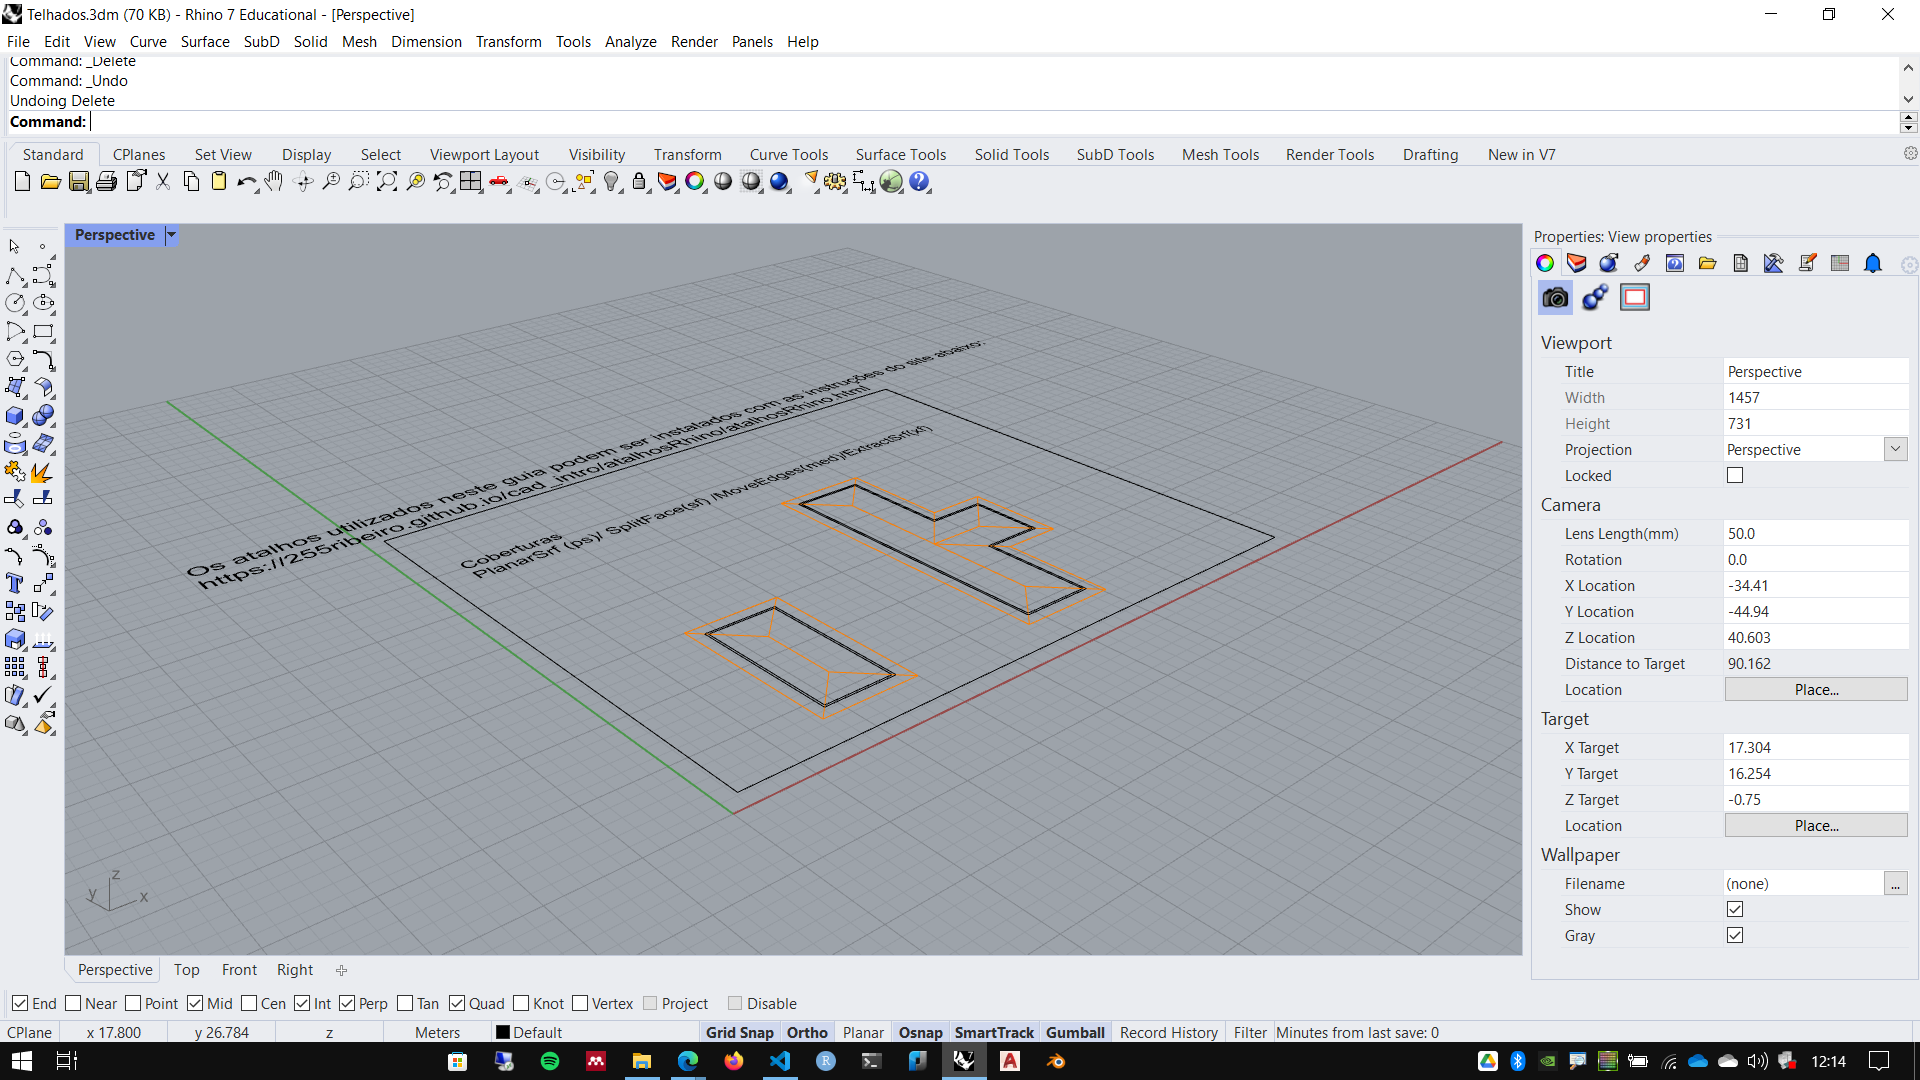 Telhados.3dm (70 KB) - Rhino 7 Educational - [Perspective]
File Edit View Curve Surface SubD Solid Mesh Dimension Transform Tools Analyze Render Panels Help
Command: _Delete
Command: _Undo
Undoing Delete
Command:
Standard CPlanes Set View Display Select Viewport Layout Visibility Transform Curve Tools Surface Tools Solid Tools SubD Tools Mesh Tools Render Tools Drafting New in V7
Perspective
Os atalhos utilizados neste guia podem ser instalados com as instruções do site abaixo:
https://255ribeiro.github.io/cad_intro/atalhosRhino/atalhosRhino.html
Coberturas
PlanarSrf (ps)/ SplitFace(sf) /MoveEdges(med)/ExtractSrf(xf)
z
y
x
Properties: View properties
Viewport
Title Perspective
Width 1457
Height 731
Projection Perspective
Locked
Camera
Lens Length(mm) 50.0
Rotation 0.0
X Location -34.41
Y Location -44.94
Z Location 40.603
Distance to Target 90.162
Location Place...
Target
X Target 17.304
Y Target 16.254
Z Target -0.75
Location Place...
Wallpaper
Filename (none) ...
Show
Gray
Perspective Top Front Right
End Near Point Mid Cen Int Perp Tan Quad Knot Vertex Project Disable
CPlane x 17.800 y 26.784 z Meters Default Grid Snap Ortho Planar Osnap SmartTrack Gumball Record History Filter Minutes from last save: 0
12:14